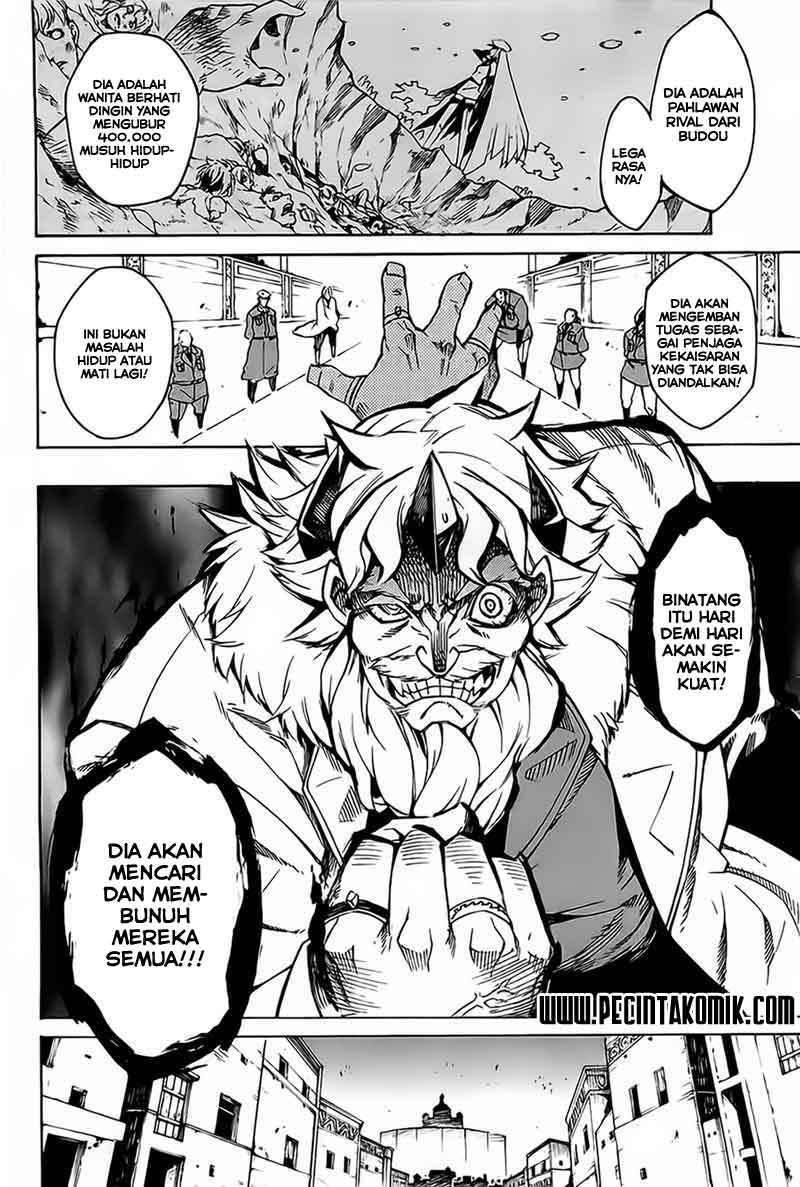 DIA ADALAH
PAHLAWAN
RIVAL DARI
BUDOU
LEGA
RASA
NYA!
DIA ADALAH
WANITA BERHATI
DINGIN YANG
MENGUBUR
400.000
MUSUH HIDUP-
HIDUP
DIA AKAN
MENGEMBAN
TUGAS SEBA-
GAI PENJAGA
KEKAISARAN
YANG TAK BISA
DIANDALKAN!
INI BUKAN
MASALAH
HIDUP ATAU
MATI LAGI!
BINATANG
ITU HARI
DEMI HARI
AKAN SE-
MAKIN
KUAT!
DIA AKAN
MENCARI
DAN MEM-
BUNUH
MEREKA
SEMUA!!!
WWW.PECINTAKOMIK.COM